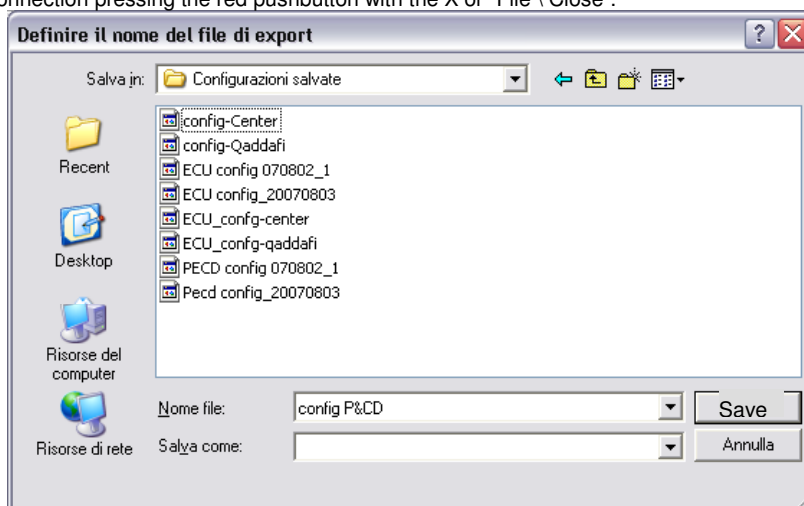 onnection pressing the red pushbutton with the X or "File \ Close".
Definire il nome del file di export
Salva in: Configurazioni salvate
Recent
Desktop
Risorse del
computer
Risorse di rete
config-Center
config-Qaddafi
ECU config 070802_1
ECU config_20070803
ECU_confg-center
ECU_confg-qaddafi
PECD config 070802_1
Pecd config_20070803
Nome file: config P&CD Save
Salva come: Annulla